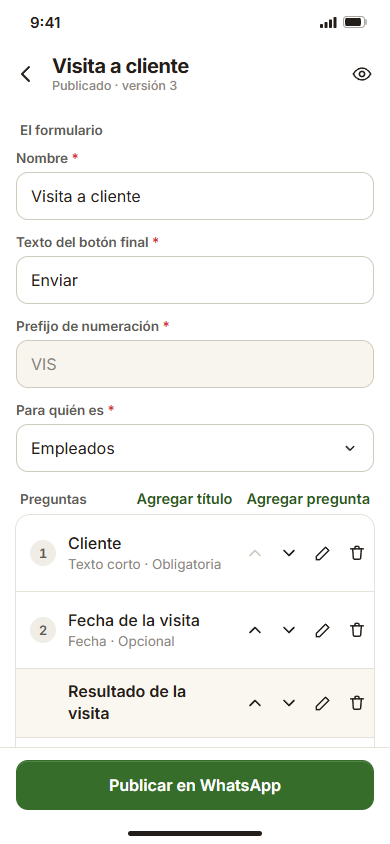 9:41
Visita a cliente
Publicado · versión 3
El formulario
Nombre *
Visita a cliente
Texto del botón final *
Enviar
Prefijo de numeración *
VIS
Para quién es *
Empleados
Preguntas Agregar título Agregar pregunta
1 Cliente
Texto corto · Obligatoria
2 Fecha de la visita
Fecha · Opcional
Resultado de la
visita
Publicar en WhatsApp